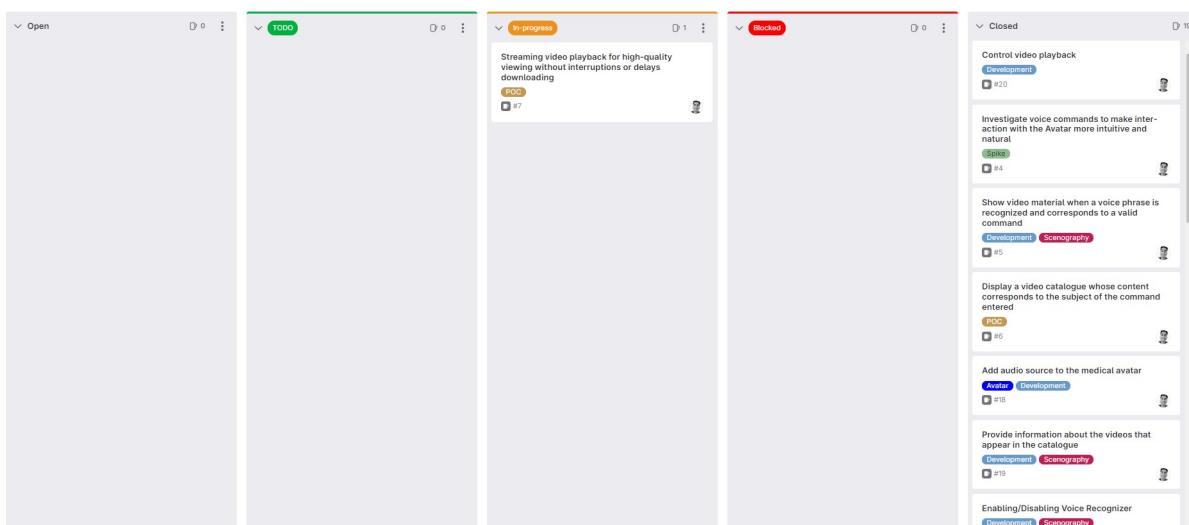 Open 0
TODO 0
In-progress 1
Streaming video playback for high-quality
viewing without interruptions or delays
downloading
POC
#7
Blocked 0
Closed 19
Control video playback
Development
#20
Investigate voice commands to make inter-
action with the Avatar more intuitive and
natural
Spike
#4
Show video material when a voice phrase is
recognized and corresponds to a valid
command
Development Scenography
#5
Display a video catalogue whose content
corresponds to the subject of the command
entered
POC
#6
Add audio source to the medical avatar
Avatar Development
#18
Provide information about the videos that
appear in the catalogue
Development Scenography
#19
Enabling/Disabling Voice Recognizer
Development Scenography